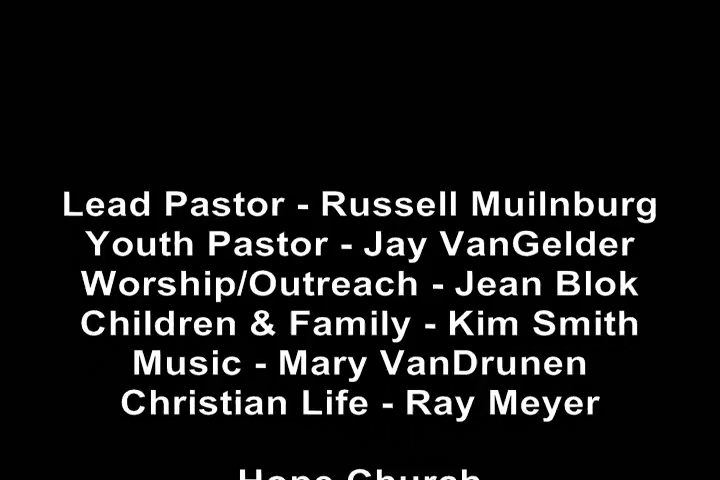 Lead Pastor - Russell Muilnburg
Youth Pastor - Jay VanGelder
Worship/Outreach - Jean Blok
Children & Family - Kim Smith
Music - Mary VanDrunen
Christian Life - Ray Meyer
Hope Church